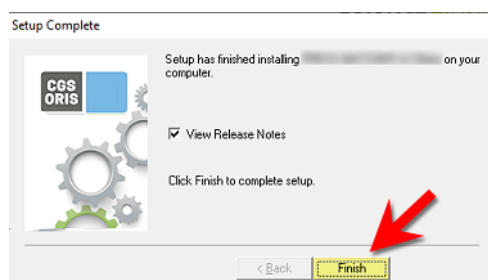 Setup Complete
CGS
ORIS
Setup has finished installing on your
computer.
View Release Notes
Click Finish to complete setup.
< Back
Finish